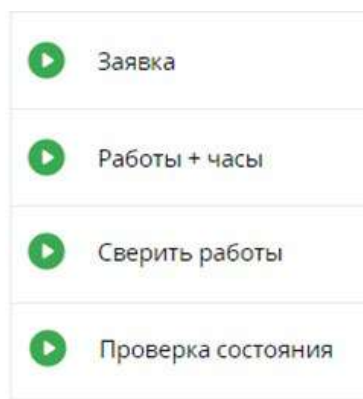 Заявка
Работы + часы
Сверить работы
Проверка состояния